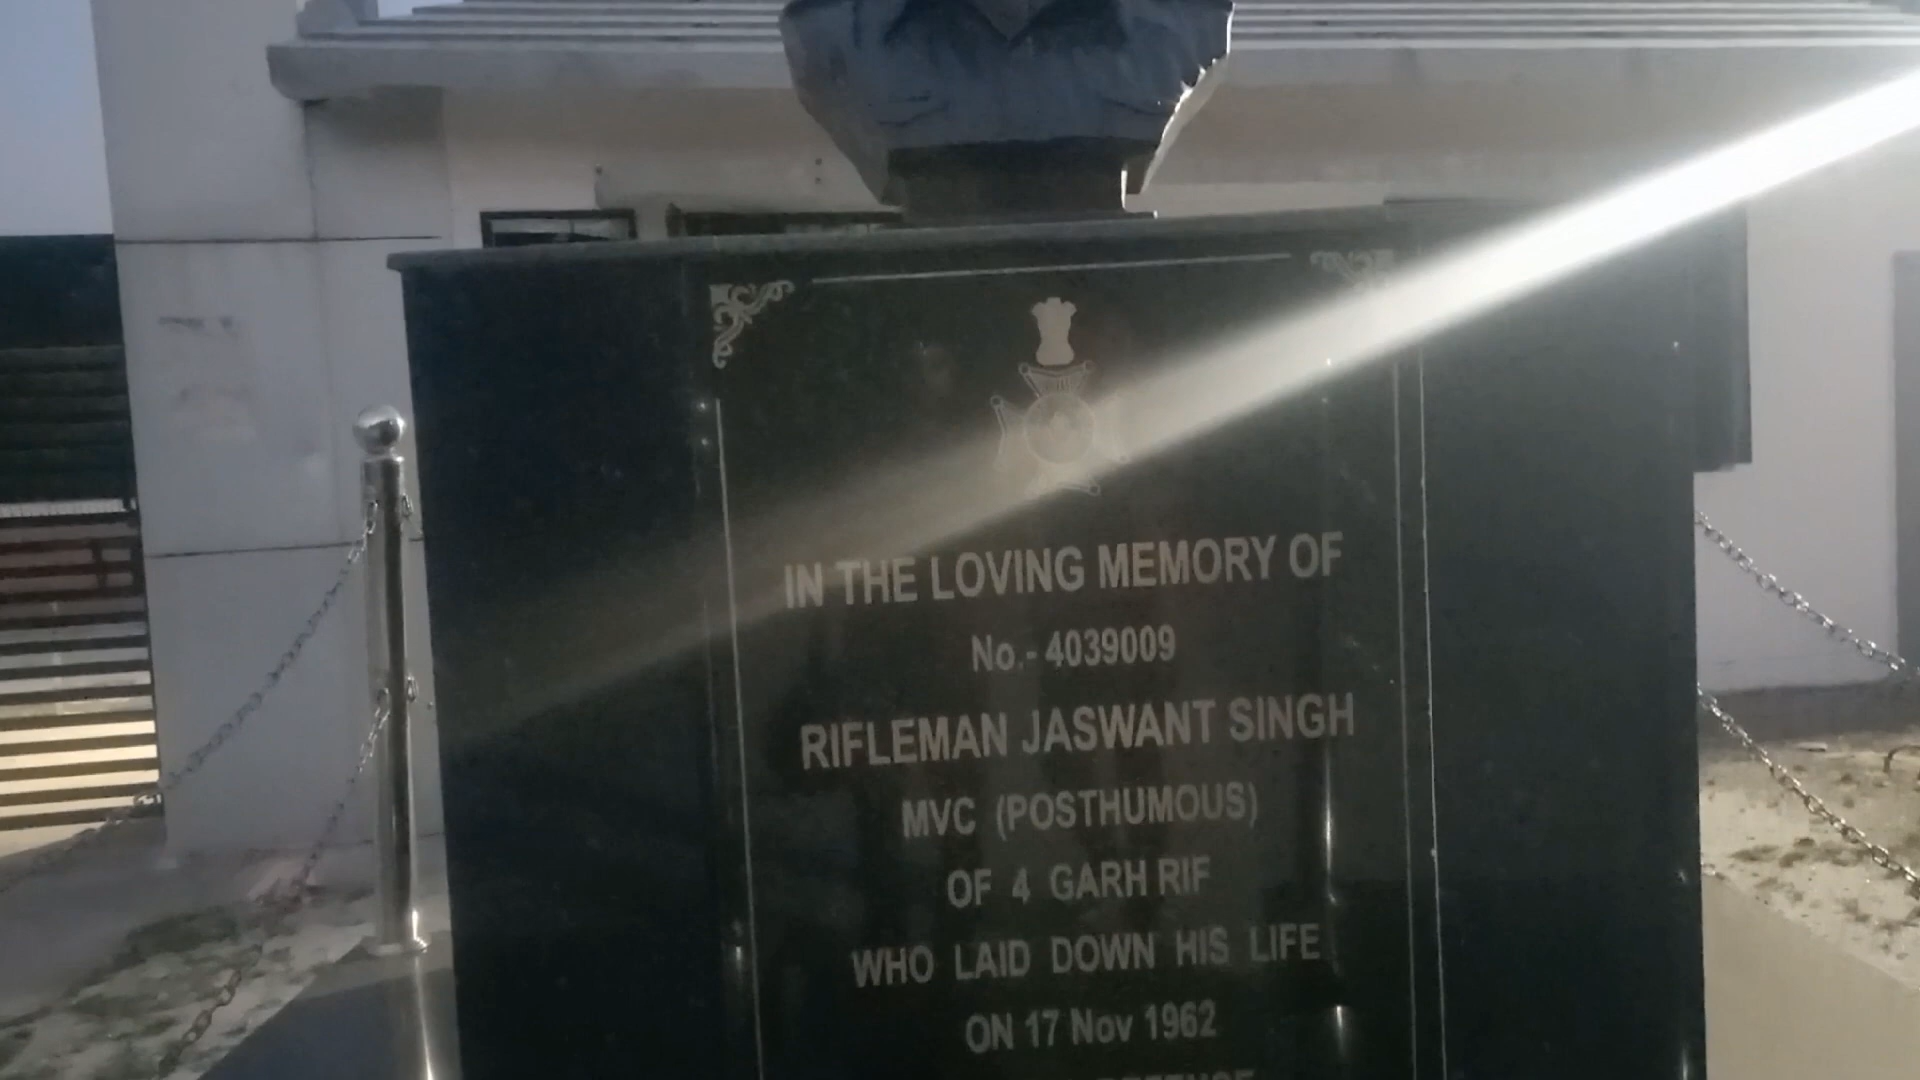 IN THE LOVING MEMORY OF
No.- 4039009
RIFLEMAN JASWANT SINGH
MVC (POSTHUMOUS)
OF 4 GARH RIF
WHO LAID DOWN HIS LIFE
ON 17 Nov 1962